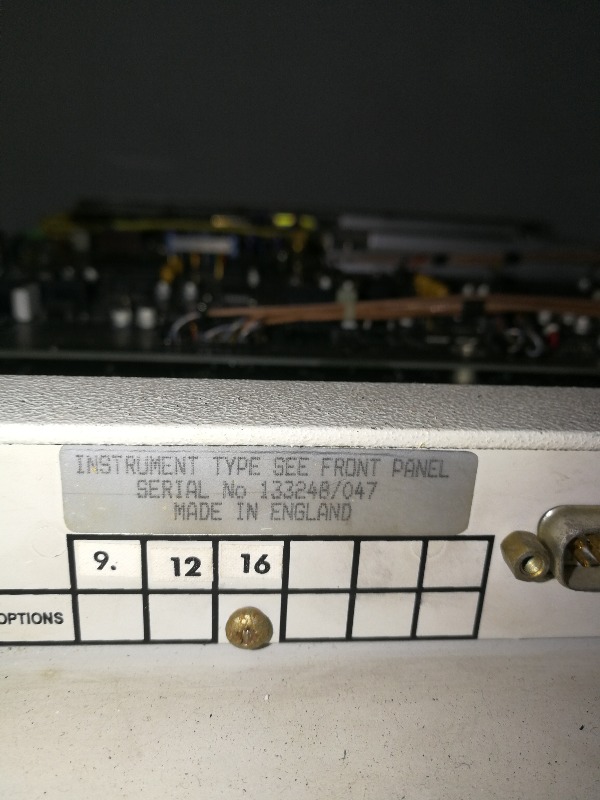 INSTRUMENT TYPE SEE FRONT PANEL
SERIAL No 133248/047
MADE IN ENGLAND
9. 12 16
OPTIONS